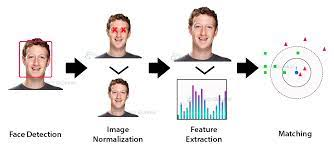 Face Detection
Image
Normalization
Feature
Extraction
Matching